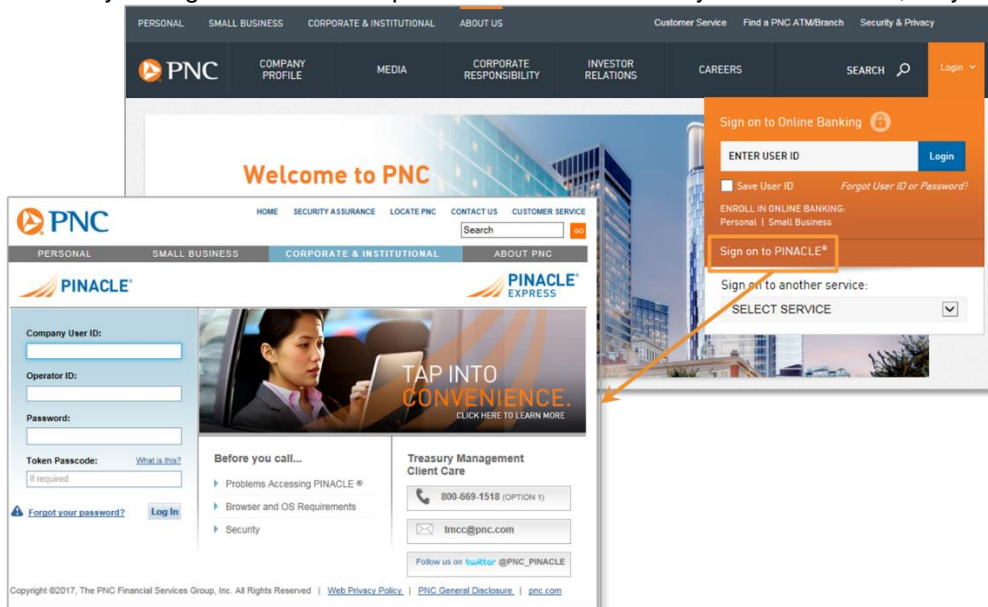 PERSONAL SMALL BUSINESS CORPORATE & INSTITUTIONAL ABOUT US Customer Service Find a PNC ATM/Branch Security & Privacy
PNC COMPANY PROFILE MEDIA CORPORATE RESPONSIBILITY INVESTOR RELATIONS CAREERS SEARCH Login
Sign on to Online Banking
ENTER USER ID Login
Save User ID Forgot User ID or Password?
ENROLL IN ONLINE BANKING:
Personal | Small Business
Sign on to PINACLE®
Sign on to another service:
SELECT SERVICE
Welcome to PNC
PNC HOME SECURITY ASSURANCE LOCATE PNC CONTACT US CUSTOMER SERVICE
Search GO
PERSONAL SMALL BUSINESS CORPORATE & INSTITUTIONAL ABOUT PNC
PINACLE® PINACLE® EXPRESS
Company User ID:
Operator ID:
Password:
Token Passcode: What is this?
If required
Forgot your password? Log In
TAP INTO
CONVENIENCE.
CLICK HERE TO LEARN MORE
Before you call...
Problems Accessing PINACLE ®
Browser and OS Requirements
Security
Treasury Management
Client Care
800-669-1518 (OPTION 1)
tmcc@pnc.com
Follow us on twitter @PNC_PINACLE
Copyright ©2017, The PNC Financial Services Group, Inc. All Rights Reserved | Web Privacy Policy | PNC General Disclosure | pnc.com